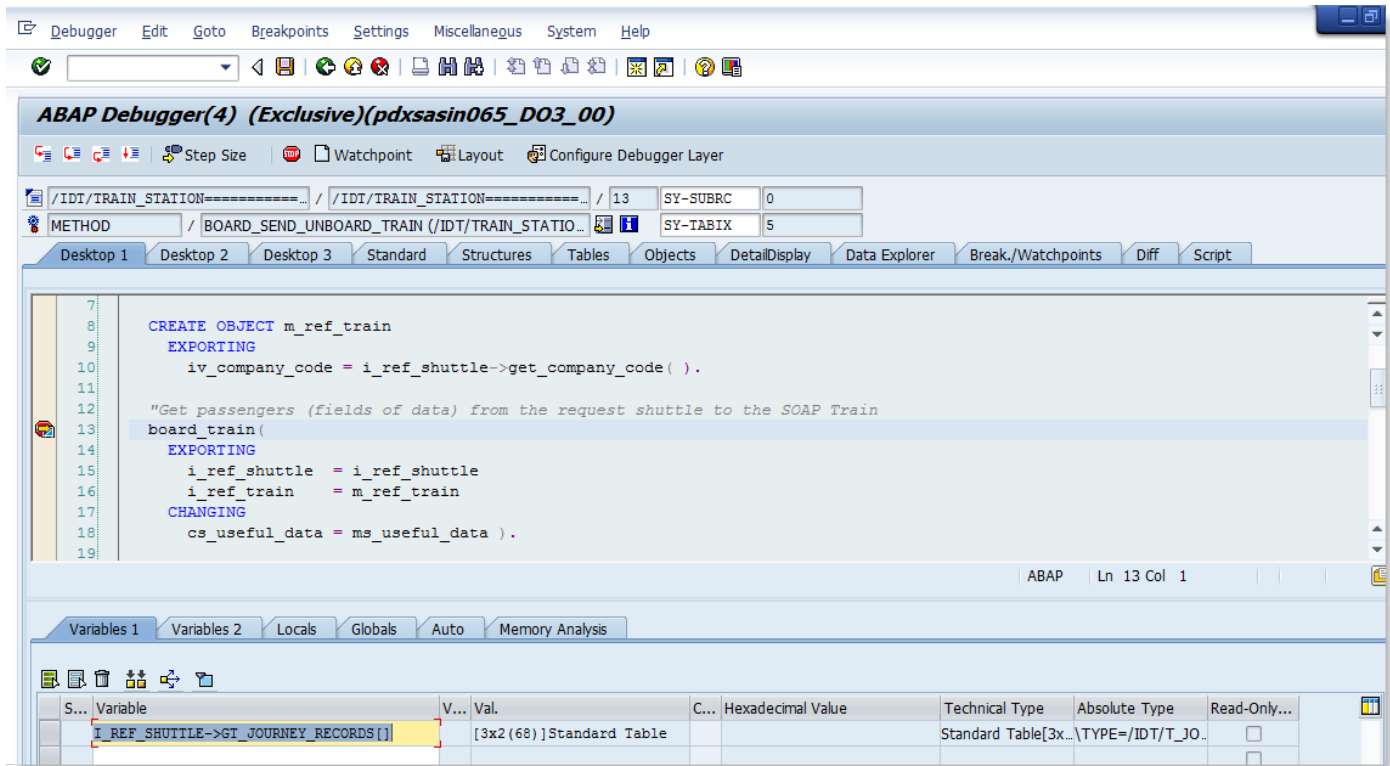 Debugger Edit Goto Breakpoints Settings Miscellaneous System Help
ABAP Debugger(4) (Exclusive)(pdxsasin065_DO3_00)
Step Size STOP Watchpoint Layout Configure Debugger Layer
/IDT/TRAIN_STATION===========… / /IDT/TRAIN_STATION===========… / 13 SY-SUBRC 0
METHOD / BOARD_SEND_UNBOARD_TRAIN (/IDT/TRAIN_STATIO… SY-TABIX 5
Desktop 1 Desktop 2 Desktop 3 Standard Structures Tables Objects DetailDisplay Data Explorer Break./Watchpoints Diff Script
7
8 CREATE OBJECT m_ref_train
9 EXPORTING
10 iv_company_code = i_ref_shuttle->get_company_code( ).
11
12 "Get passengers (fields of data) from the request shuttle to the SOAP Train
13 board_train(
14 EXPORTING
15 i_ref_shuttle = i_ref_shuttle
16 i_ref_train = m_ref_train
17 CHANGING
18 cs_useful_data = ms_useful_data ).
19
ABAP Ln 13 Col 1
Variables 1 Variables 2 Locals Globals Auto Memory Analysis
S... Variable V... Val. C... Hexadecimal Value Technical Type Absolute Type Read-Only...
I_REF_SHUTTLE->GT_JOURNEY_RECORDS[] [3x2(68)]Standard Table Standard Table[3x… \TYPE=/IDT/T_JO…